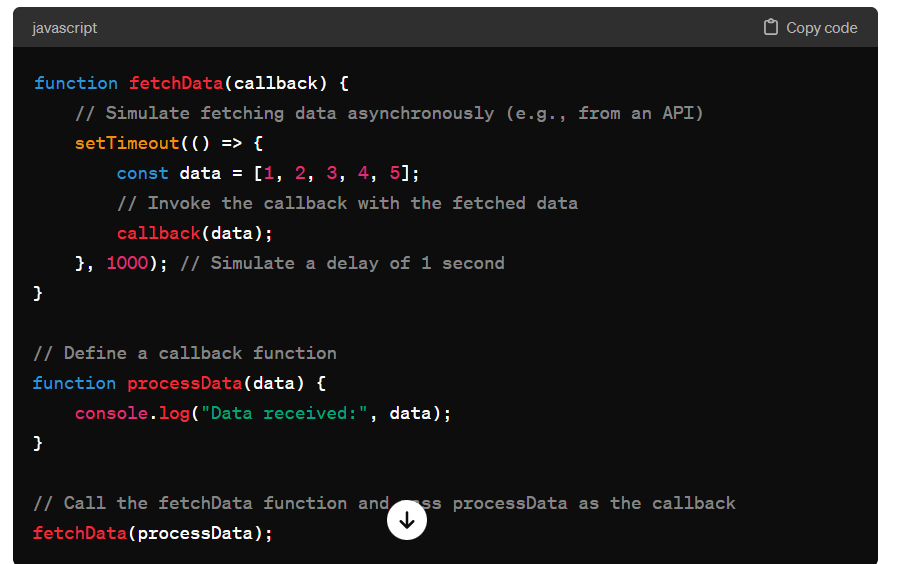 javascript
Copy code
function fetchData(callback) {
    // Simulate fetching data asynchronously (e.g., from an API)
    setTimeout(() => {
        const data = [1, 2, 3, 4, 5];
        // Invoke the callback with the fetched data
        callback(data);
    }, 1000); // Simulate a delay of 1 second
}
// Define a callback function
function processData(data) {
    console.log("Data received:", data);
}
// Call the fetchData function and pass processData as the callback
fetchData(processData);